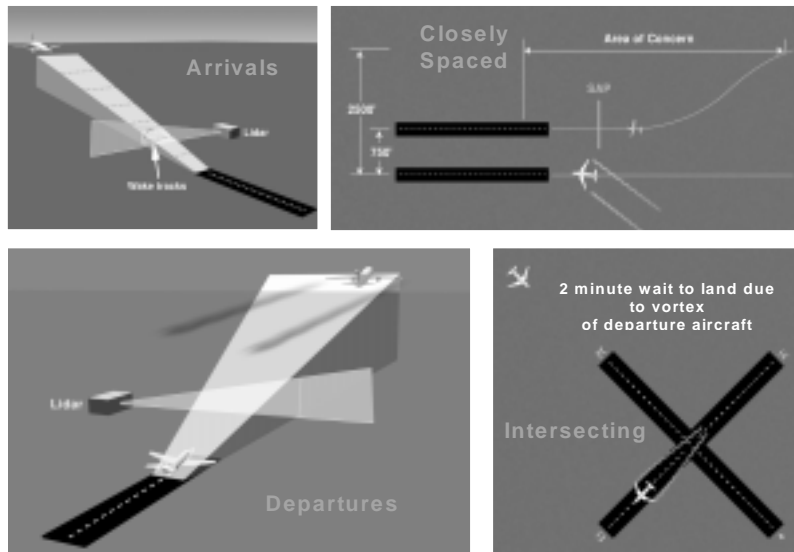 Arrivals
Lidar
Wake tracks
Closely
Spaced
Area of Concern
SAP
2500'
750'
Lidar
Departures
2 minute wait to land due
to vortex
of departure aircraft
Intersecting